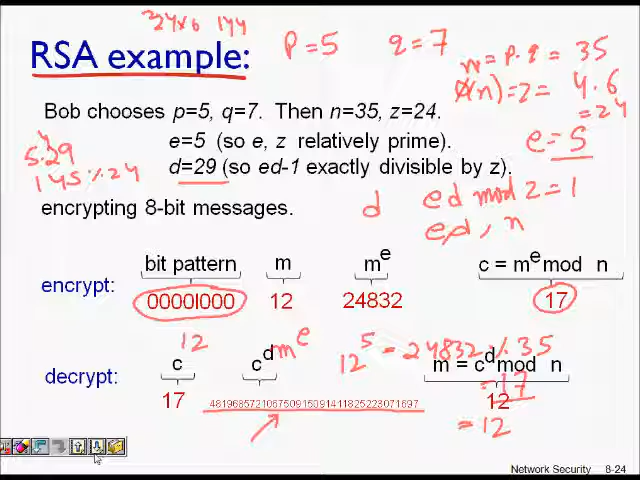 24x6 144
RSA example:
P = 5 q = 7
n = p.q = 35
φ(n) = z = 4.6
= 24
Bob chooses p=5, q=7. Then n=35, z=24.
e=5 (so e, z relatively prime).
e = 5
5.29
d=29 (so ed-1 exactly divisible by z).
145 % 24
encrypting 8-bit messages.
d ed mod z = 1
e,d, n
bit pattern m m^e c = m^e mod n
encrypt: 0000l000 12 24832 17
12 m^e 12^5 = 24832 % 35
c c^d m = c^d mod n
decrypt: = 17
17 481968572106750915091411825223071697 12
= 12
Network Security 8-24